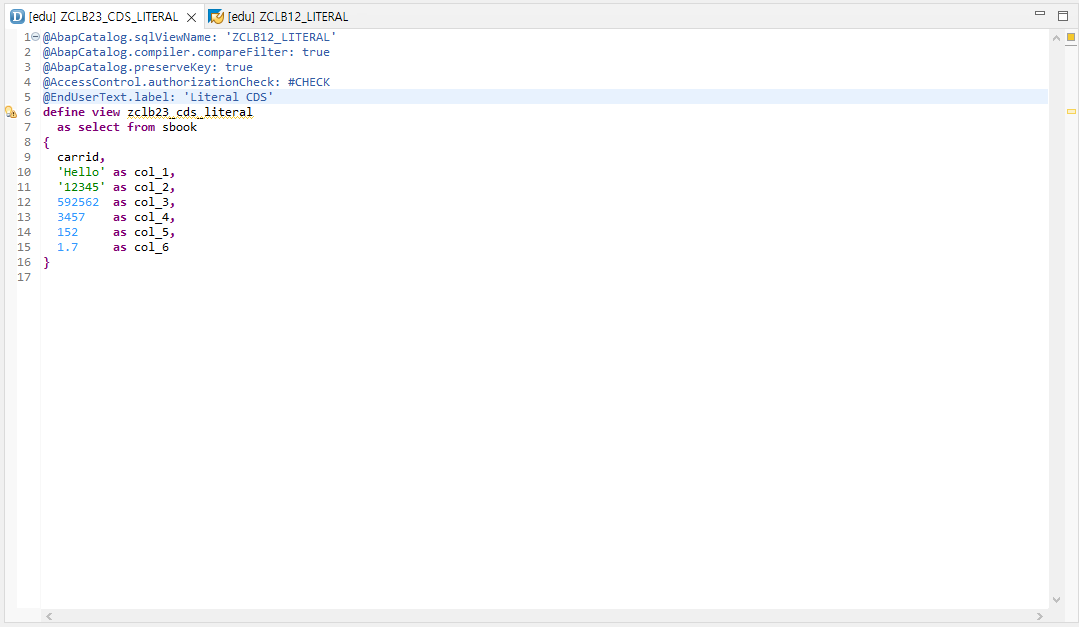 [edu] ZCLB23_CDS_LITERAL [edu] ZCLB12_LITERAL
1 @AbapCatalog.sqlViewName: 'ZCLB12_LITERAL'
2 @AbapCatalog.compiler.compareFilter: true
3 @AbapCatalog.preserveKey: true
4 @AccessControl.authorizationCheck: #CHECK
5 @EndUserText.label: 'Literal CDS'
6 define view zclb23_cds_literal
7   as select from sbook
8 {
9   carrid,
10   'Hello' as col_1,
11   '12345' as col_2,
12   592562  as col_3,
13   3457    as col_4,
14   152     as col_5,
15   1.7     as col_6
16 }
17